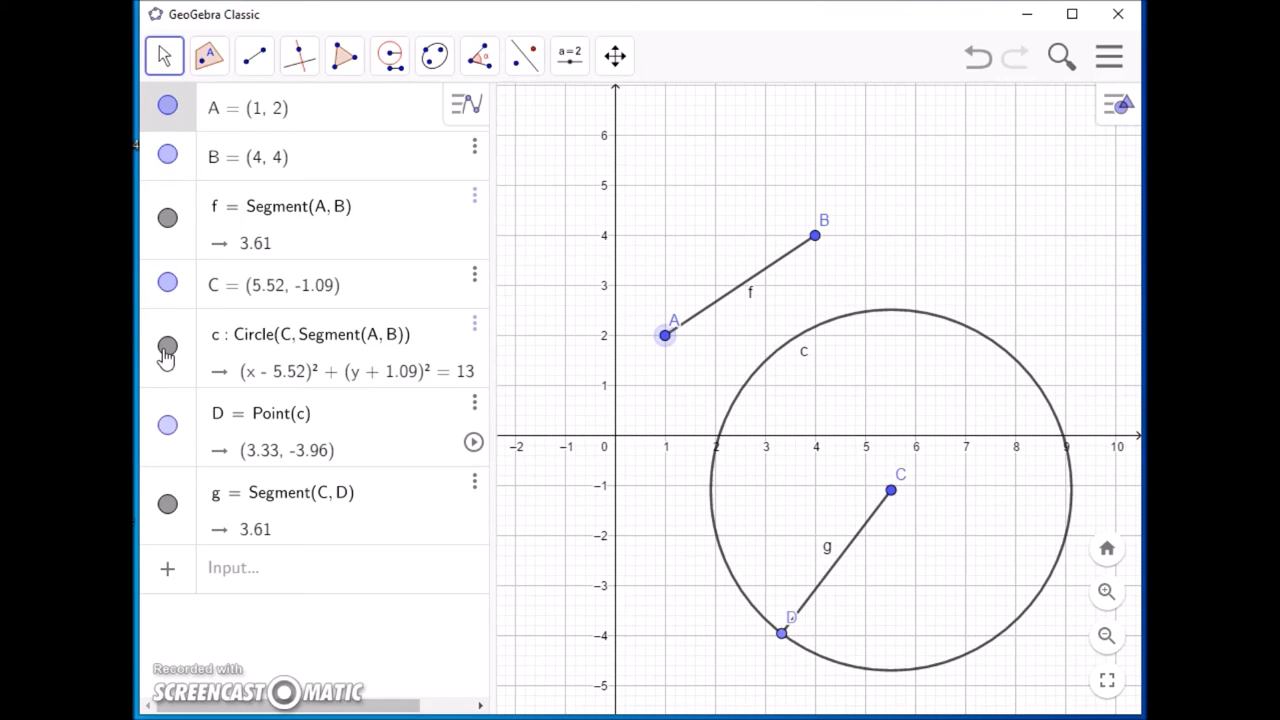 GeoGebra Classic
a = 2
A = (1, 2)
B = (4, 4)
f = Segment(A, B)
→ 3.61
C = (5.52, -1.09)
c : Circle(C, Segment(A, B))
→ (x - 5.52)² + (y + 1.09)² = 13
D = Point(c)
→ (3.33, -3.96)
g = Segment(C, D)
→ 3.61
+ Input...
Recorded with
SCREENCAST MATIC
6
5
B
4
3
f
A
2
c
1
−2 −1 0 1 2 3 4 5 6 7 8 9 10
C
−1
g
−2
−3
D
−4
−5